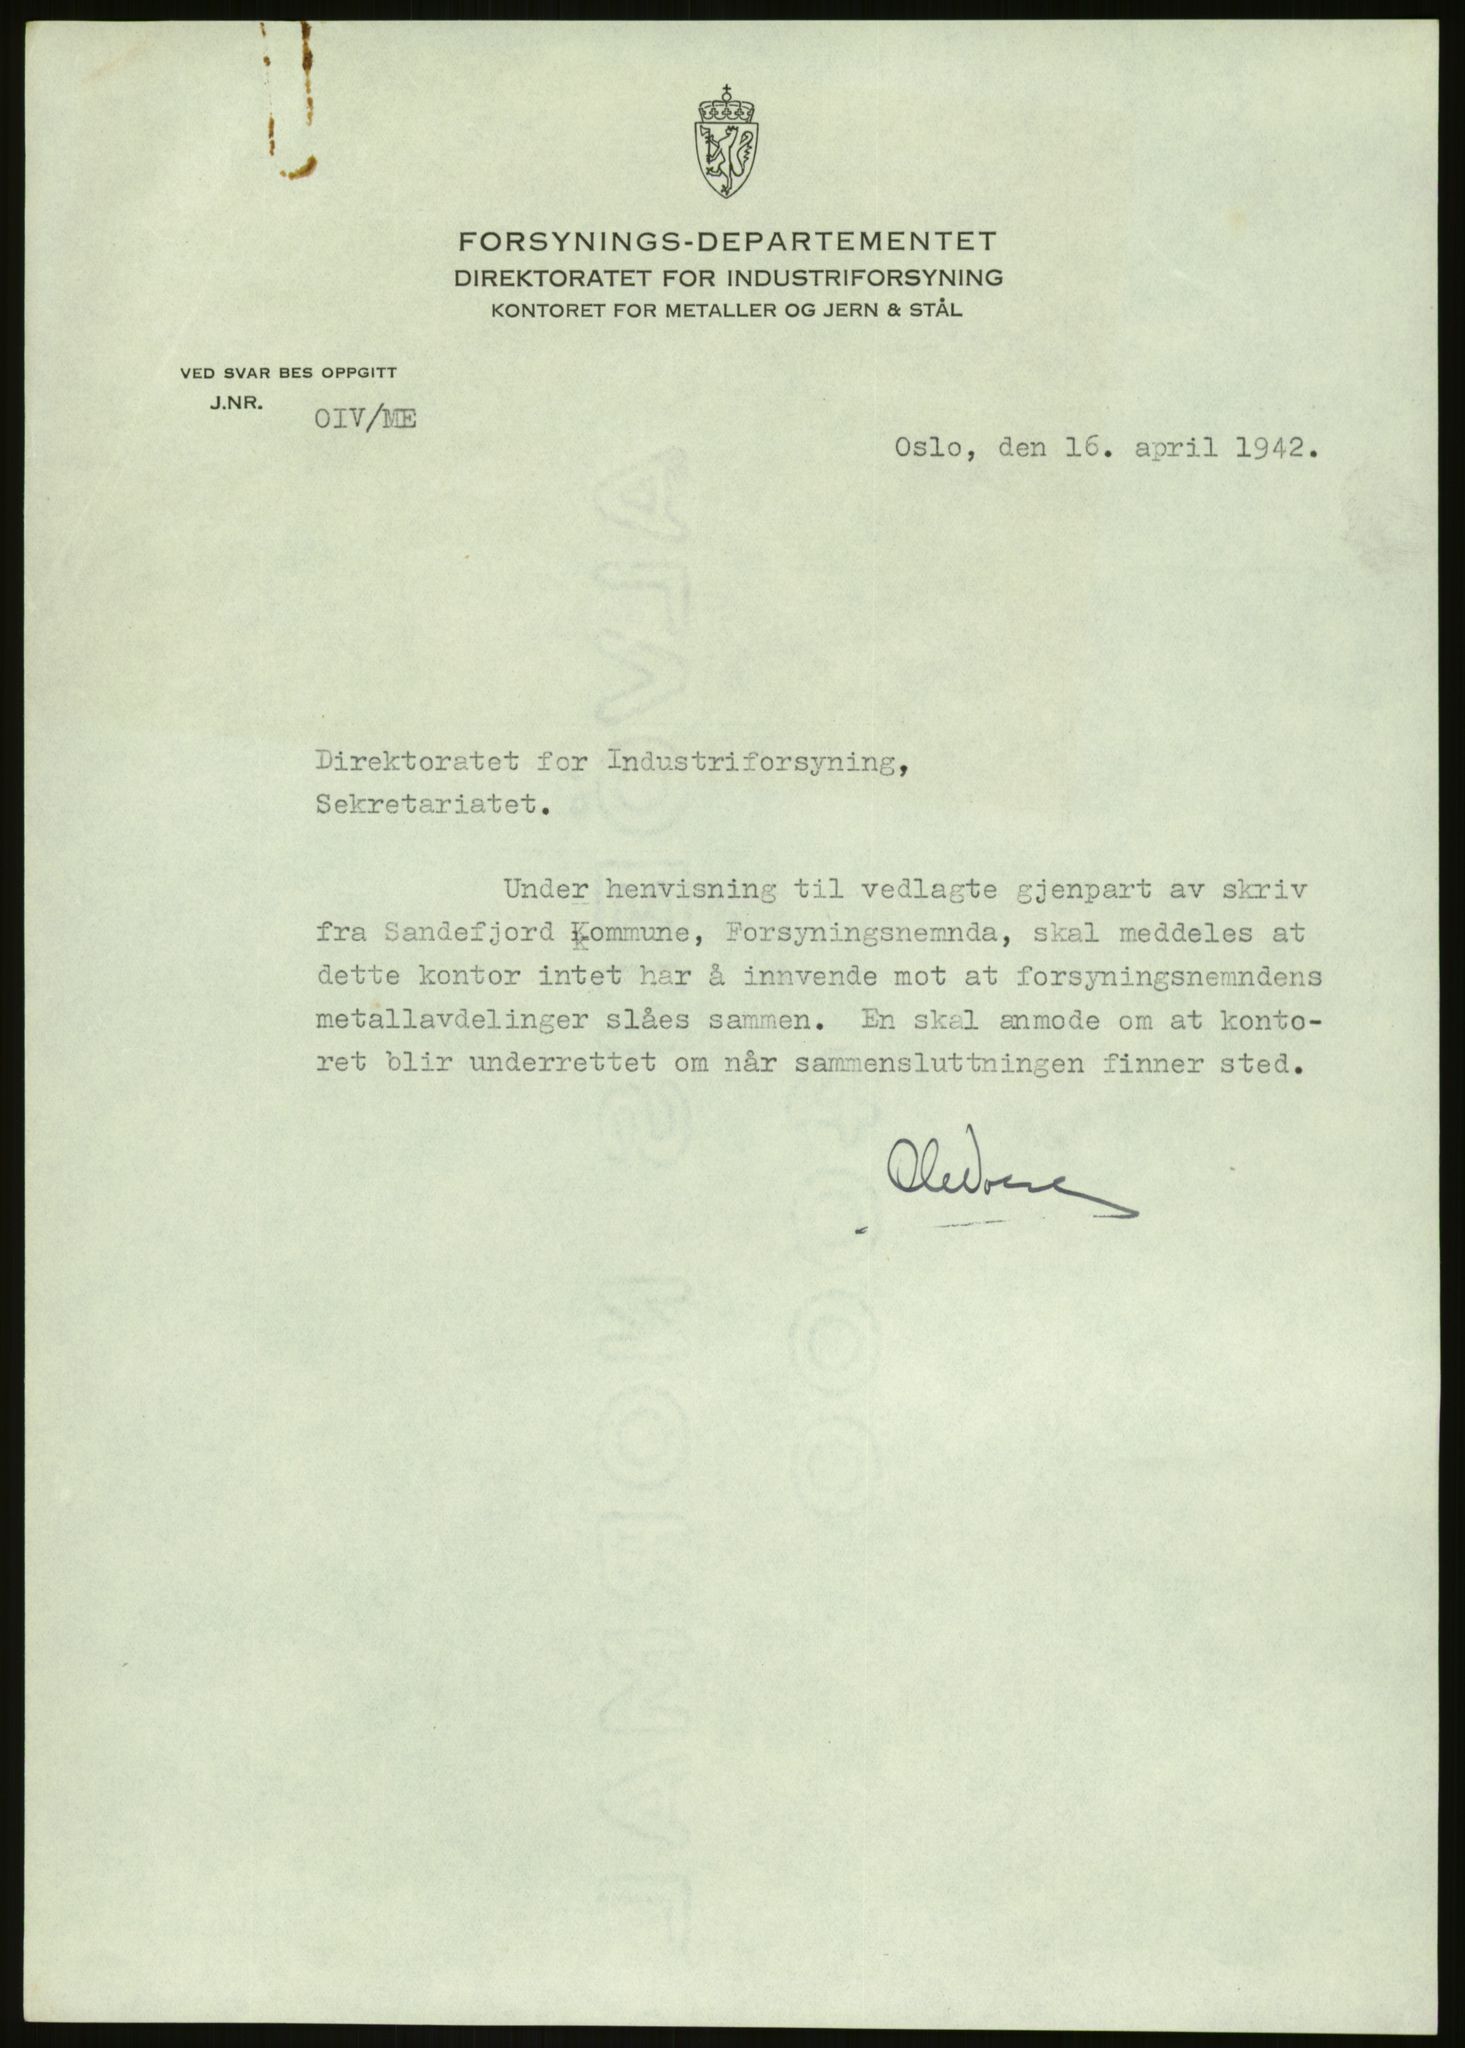 FORSYNINGS-DEPARTEMENTET
DIREKTORATET FOR INDUSTRIFORSYNING
KONTORET FOR METALLER OG JERN & STÅL
VED SVAR BES OPPGITT
J.NR. OIV/ME
Oslo, den 16. april 1942.
Direktoratet for Industriforsyning,
Sekretariatet.
Under henvisning til vedlagte gjenpart av skriv
fra Sandefjord Kommune, Forsyningsnemnda, skal meddeles at
dette kontor intet har å innvende mot at forsyningsnemndens
metallavdelinger slåes sammen. En skal anmode om at konto-
ret blir underrettet om når sammensluttningen finner sted.